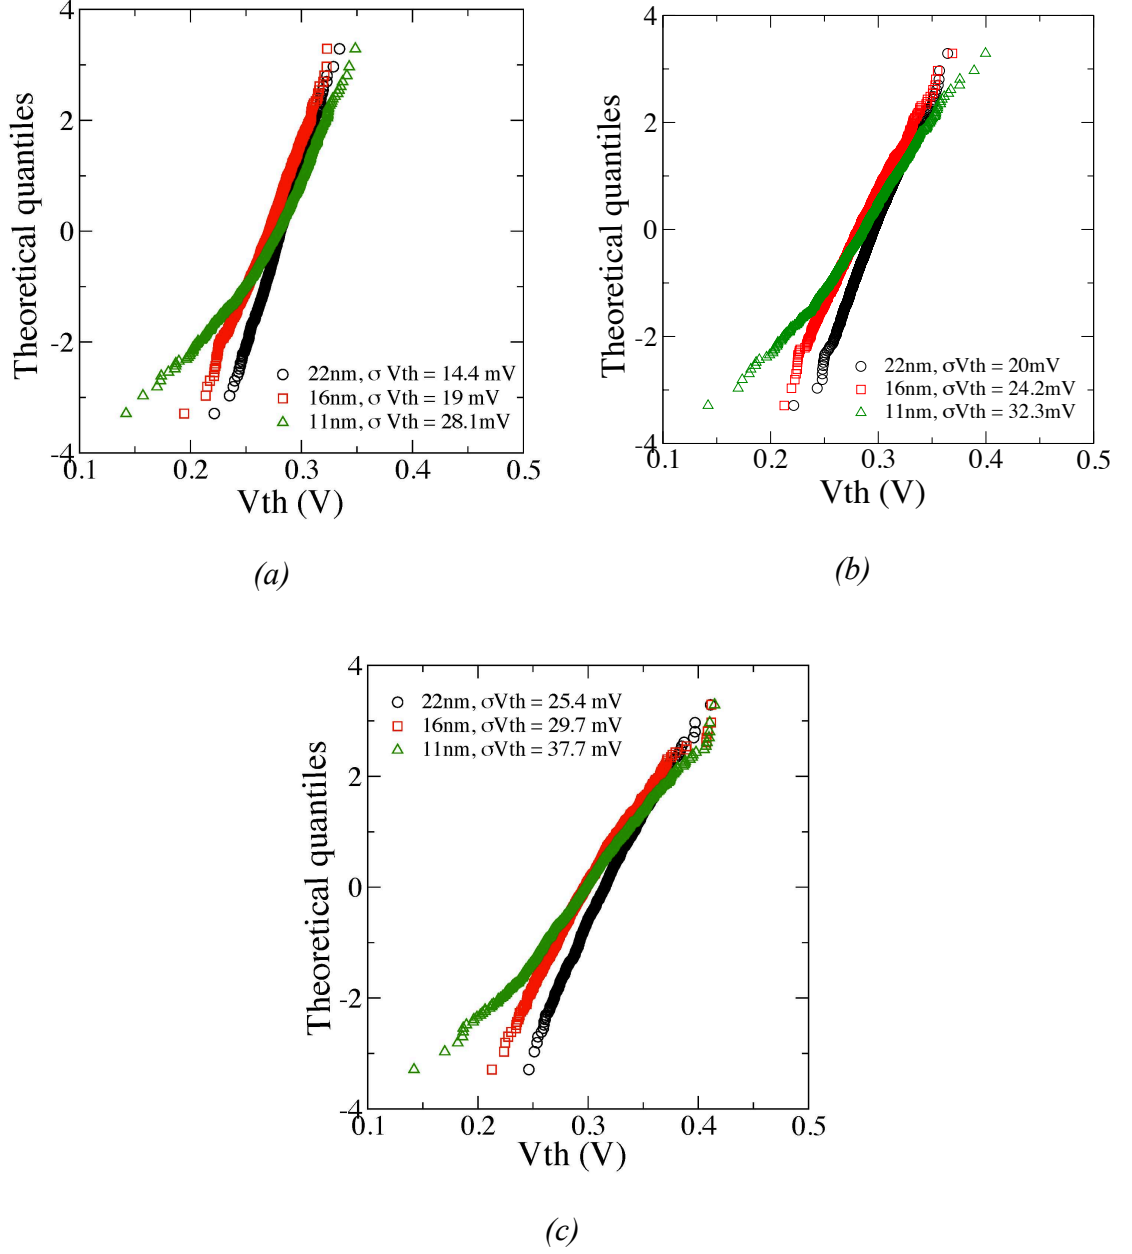 4
2
0
-2
-4
Theoretical quantiles
22nm, σ Vth = 14.4 mV
16nm, σ Vth = 19 mV
11nm, σ Vth = 28.1mV
0.1 0.2 0.3 0.4 0.5
Vth (V)
(a)
4
2
0
-2
-4
Theoretical quantiles
22nm, σVth = 20mV
16nm, σVth = 24.2mV
11nm, σVth = 32.3mV
0.1 0.2 0.3 0.4 0.5
Vth (V)
(b)
4
2
0
-2
-4
Theoretical quantiles
22nm, σVth = 25.4 mV
16nm, σVth = 29.7 mV
11nm, σVth = 37.7 mV
0.1 0.2 0.3 0.4 0.5
Vth (V)
(c)